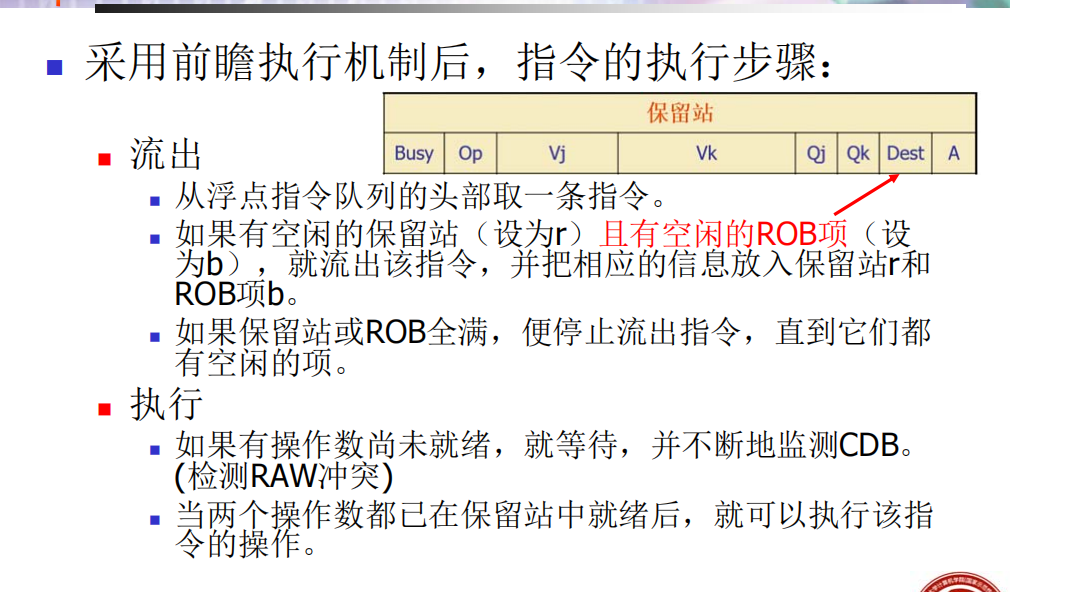 采用前瞻执行机制后，指令的执行步骤：
保留站
Busy Op Vj Vk Qj Qk Dest A
流出
从浮点指令队列的头部取一条指令。
如果有空闲的保留站（设为r）且有空闲的ROB项（设
为b），就流出该指令，并把相应的信息放入保留站r和
ROB项b。
如果保留站或ROB全满，便停止流出指令，直到它们都
有空闲的项。
执行
如果有操作数尚未就绪，就等待，并不断地监测CDB。
(检测RAW冲突)
当两个操作数都已在保留站中就绪后，就可以执行该指
令的操作。